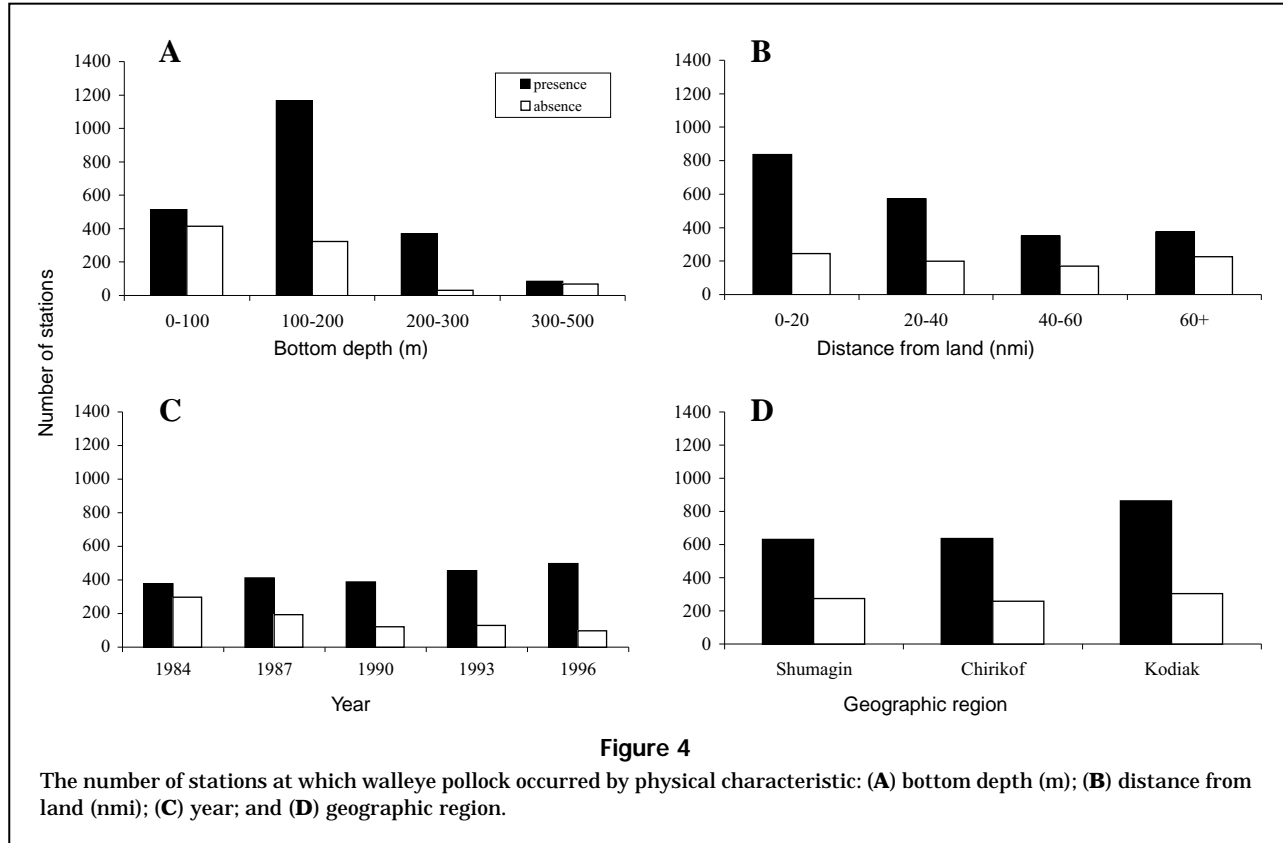 A
1400
1200
1000
800
600
400
200
0
presence
absence
0-100 100-200 200-300 300-500
Bottom depth (m)
B
1400
1200
1000
800
600
400
200
0
0-20 20-40 40-60 60+
Distance from land (nmi)
Number of stations
C
1400
1200
1000
800
600
400
200
0
1984 1987 1990 1993 1996
Year
D
1400
1200
1000
800
600
400
200
0
Shumagin Chirikof Kodiak
Geographic region
Figure 4
The number of stations at which walleye pollock occurred by physical characteristic: (A) bottom depth (m); (B) distance from
land (nmi); (C) year; and (D) geographic region.